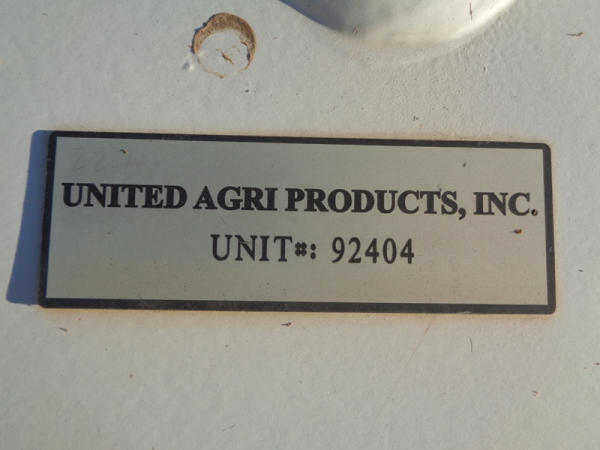 UNITED AGRI PRODUCTS, INC.
UNIT#: 92404